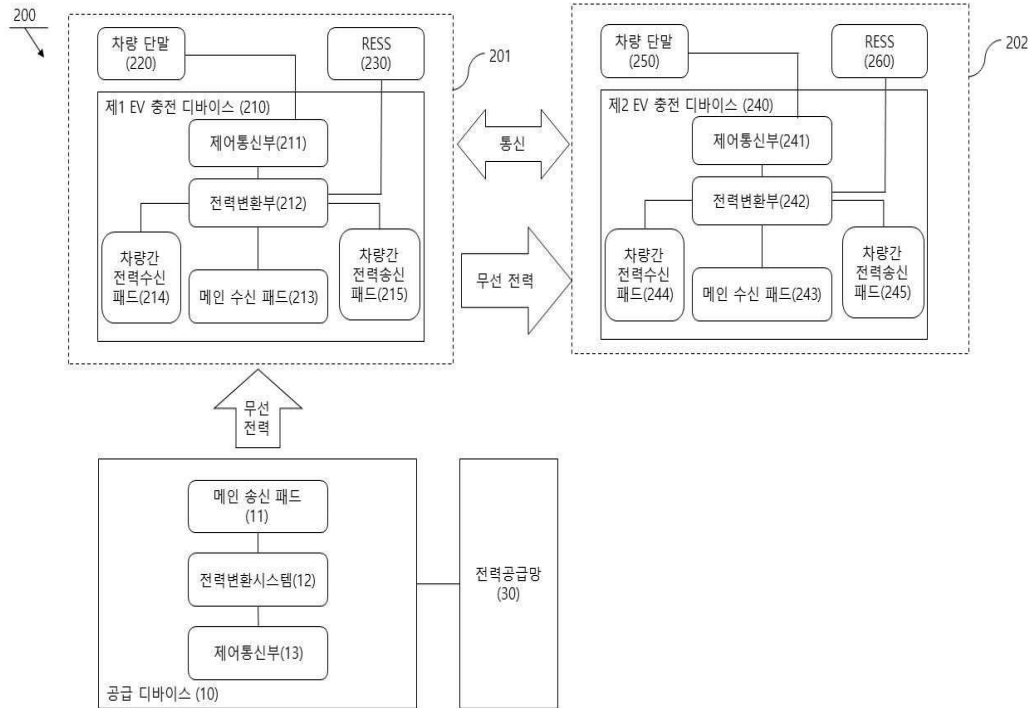 200
차량 단말
(220)
RESS
(230)
201
제1 EV 충전 디바이스 (210)
제어통신부(211)
전력변환부(212)
차량간
전력수신
패드(214)
메인 수신 패드(213)
차량간
전력송신
패드(215)
통신
무선 전력
차량 단말
(250)
RESS
(260)
202
제2 EV 충전 디바이스 (240)
제어통신부(241)
전력변환부(242)
차량간
전력수신
패드(244)
메인 수신 패드(243)
차량간
전력송신
패드(245)
무선
전력
메인 송신 패드
(11)
전력변환시스템(12)
제어통신부(13)
공급 디바이스 (10)
전력공급망
(30)